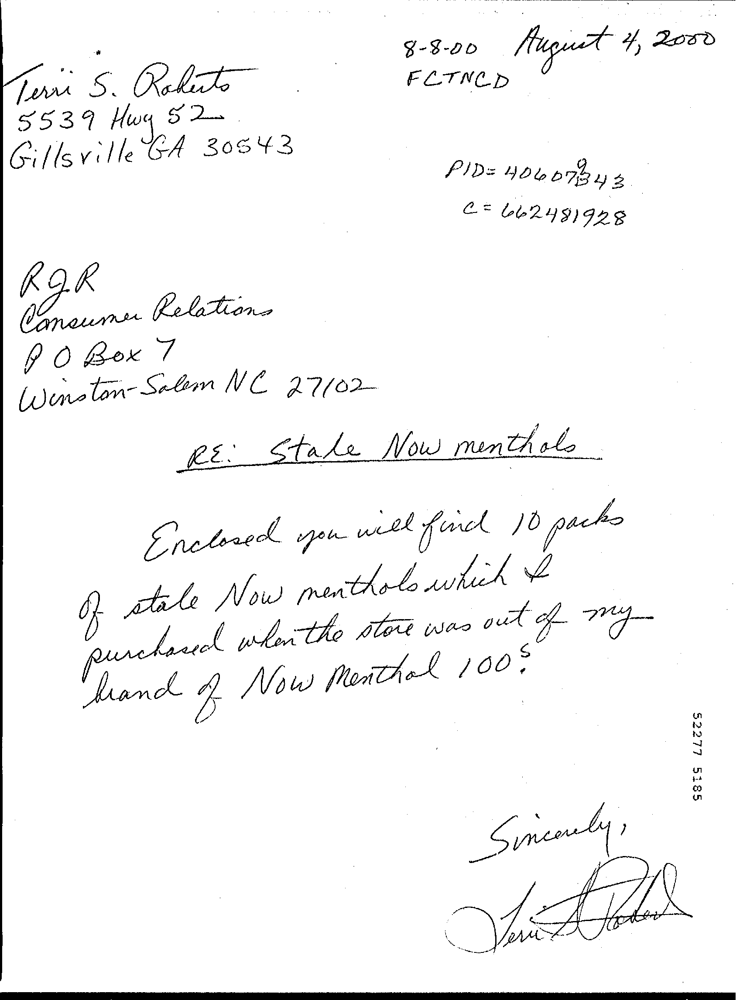 8-8-00 August 4, 2000
FCTNCD
Terri S. Roberts
5539 Hwy 52
Gillsville GA 30543
PID= 40607943
C = 662481928
RJR
Consumer Relations
P O Box 7
Winston-Salem NC 27102
RE: Stale Now menthols
Enclosed you will find 10 packs
of stale Now menthols which I
purchased when the store was out of my
brand of Now Menthol 100s.
52277 5185
Sincerely,
Terri S Roberts